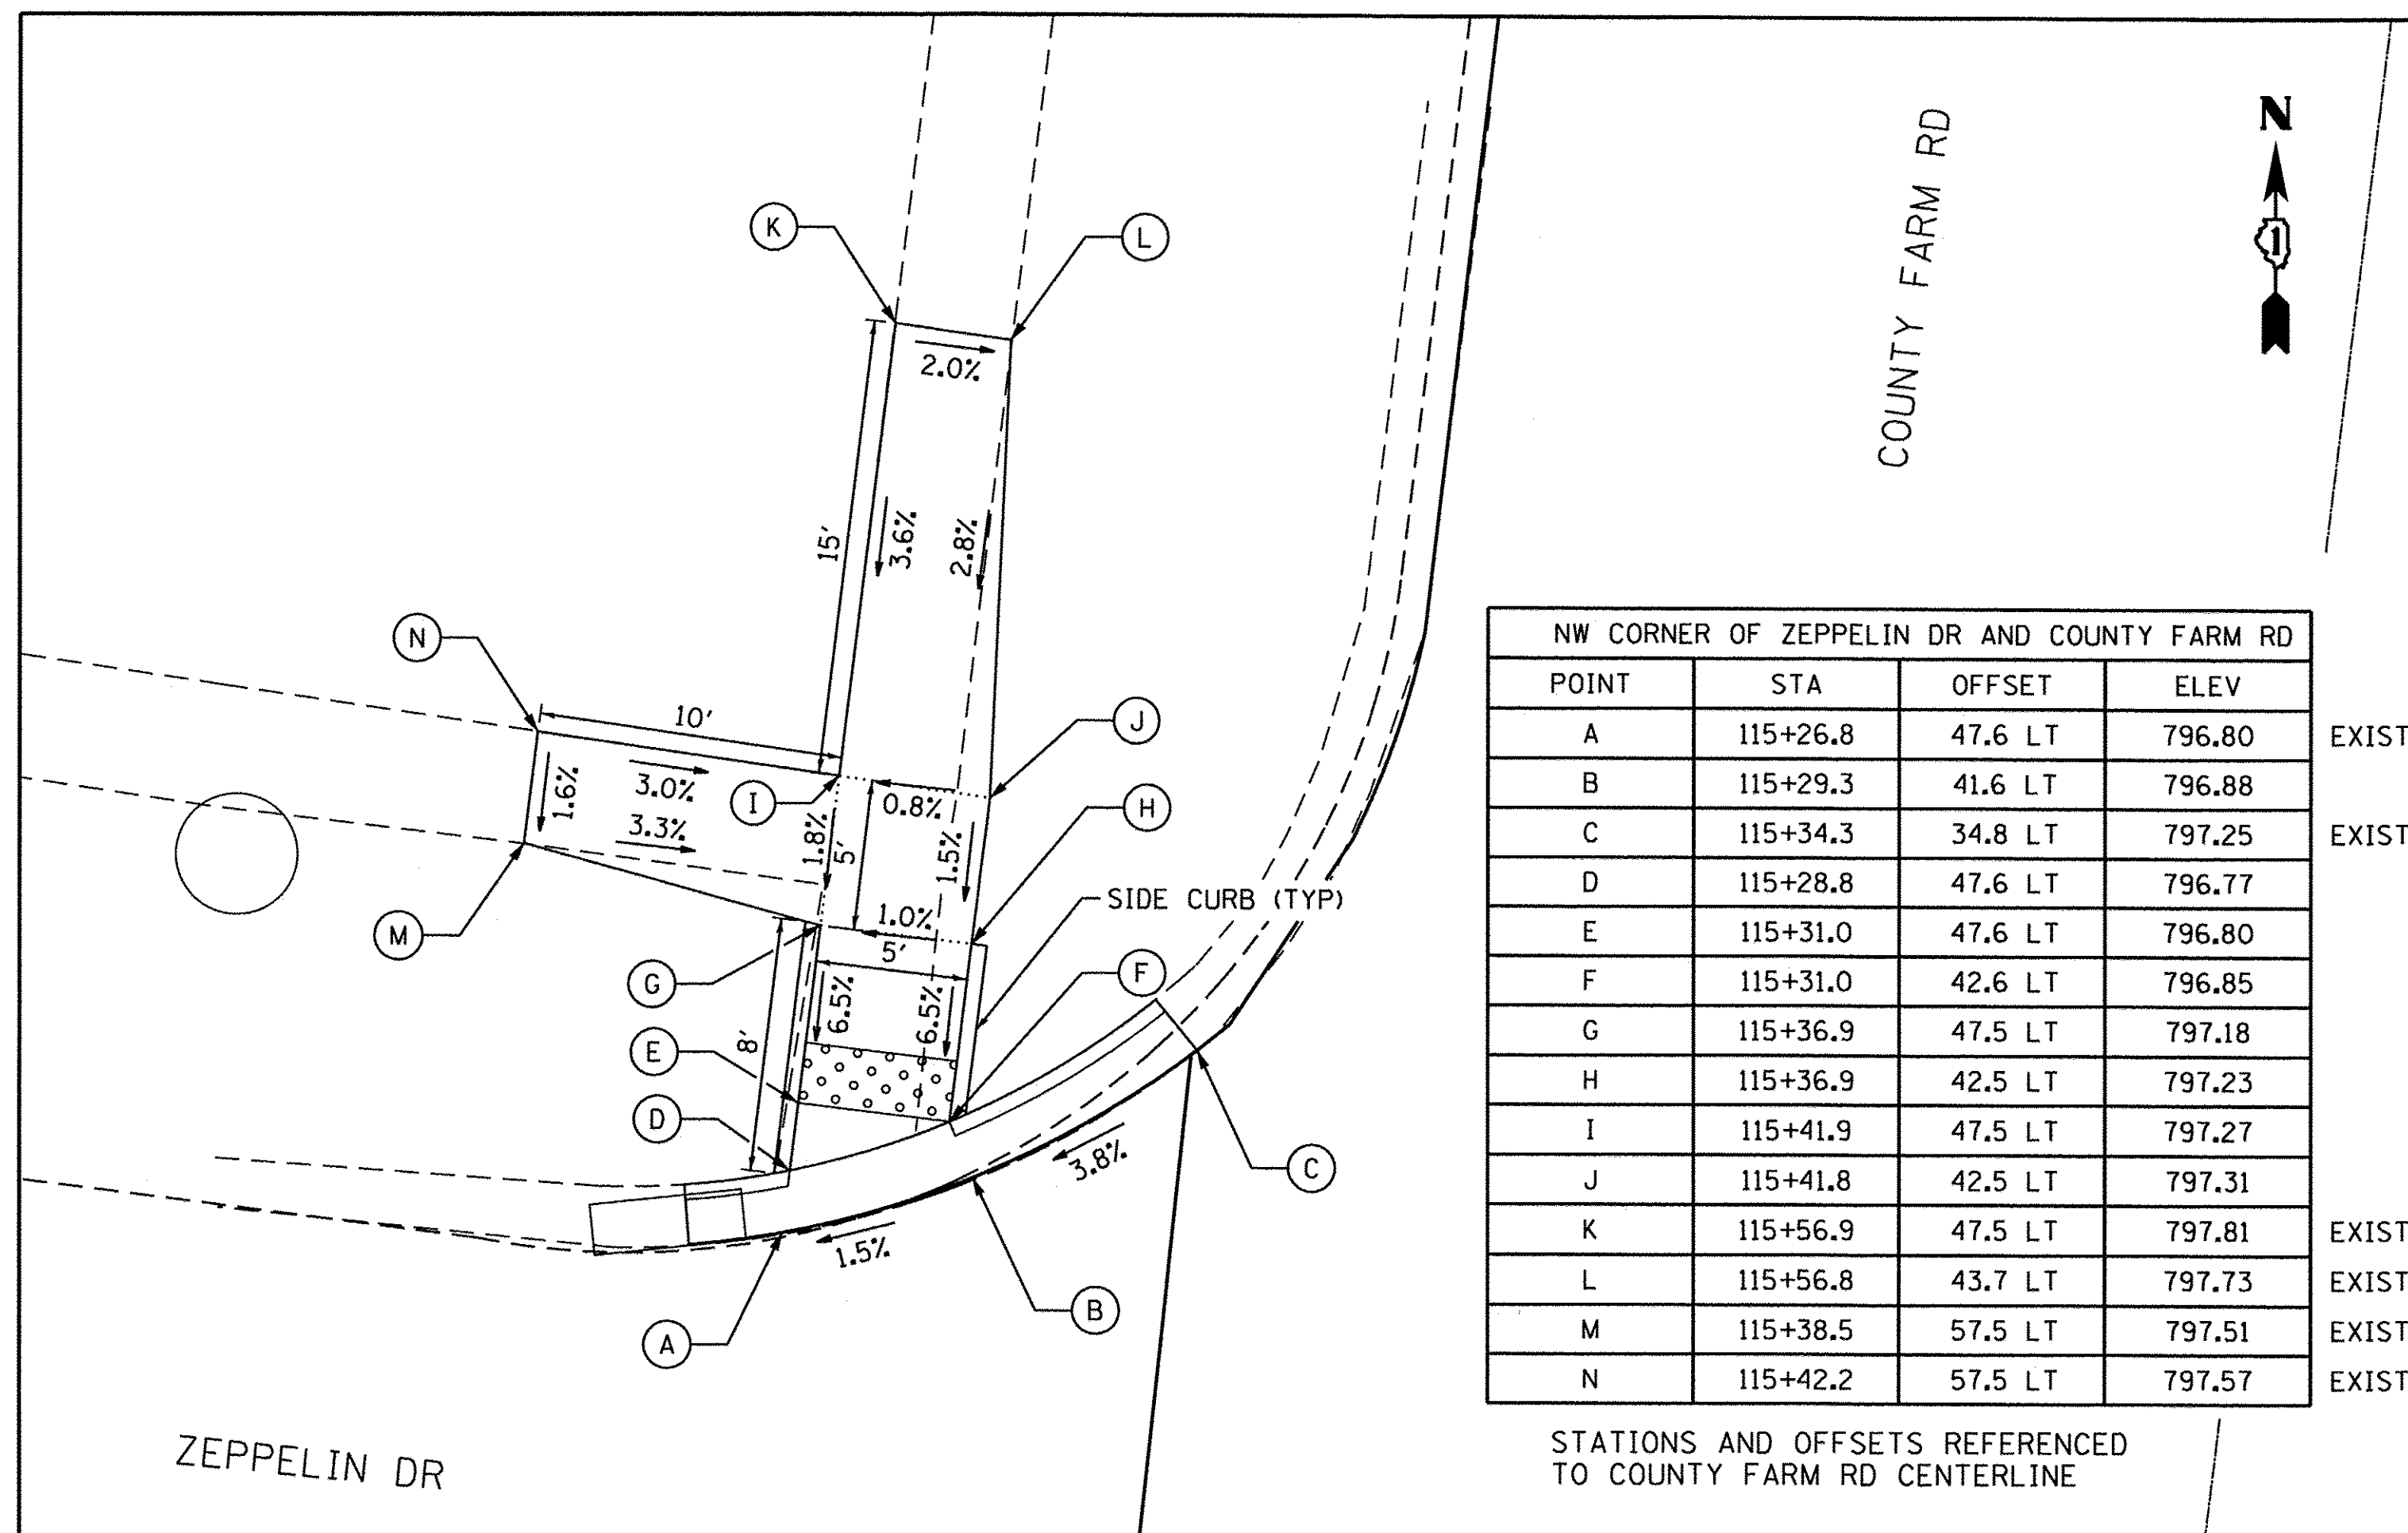 N
1
COUNTY FARM RD
K
L
2.0%
15'
3.6%
2.8%
N
10'
J
1.6%
3.0%
I
0.8%
H
3.3%
1.8%
5'
1.5%
SIDE CURB (TYP)
M
1.0%
5'
G
F
6.5%
6.5%
8'
E
D
3.8%
C
1.5%
B
A
ZEPPELIN DR
NW CORNER OF ZEPPELIN DR AND COUNTY FARM RD
POINT STA OFFSET ELEV
A 115+26.8 47.6 LT 796.80 EXIST
B 115+29.3 41.6 LT 796.88
C 115+34.3 34.8 LT 797.25 EXIST
D 115+28.8 47.6 LT 796.77
E 115+31.0 47.6 LT 796.80
F 115+31.0 42.6 LT 796.85
G 115+36.9 47.5 LT 797.18
H 115+36.9 42.5 LT 797.23
I 115+41.9 47.5 LT 797.27
J 115+41.8 42.5 LT 797.31
K 115+56.9 47.5 LT 797.81 EXIST
L 115+56.8 43.7 LT 797.73 EXIST
M 115+38.5 57.5 LT 797.51 EXIST
N 115+42.2 57.5 LT 797.57 EXIST
STATIONS AND OFFSETS REFERENCED
TO COUNTY FARM RD CENTERLINE